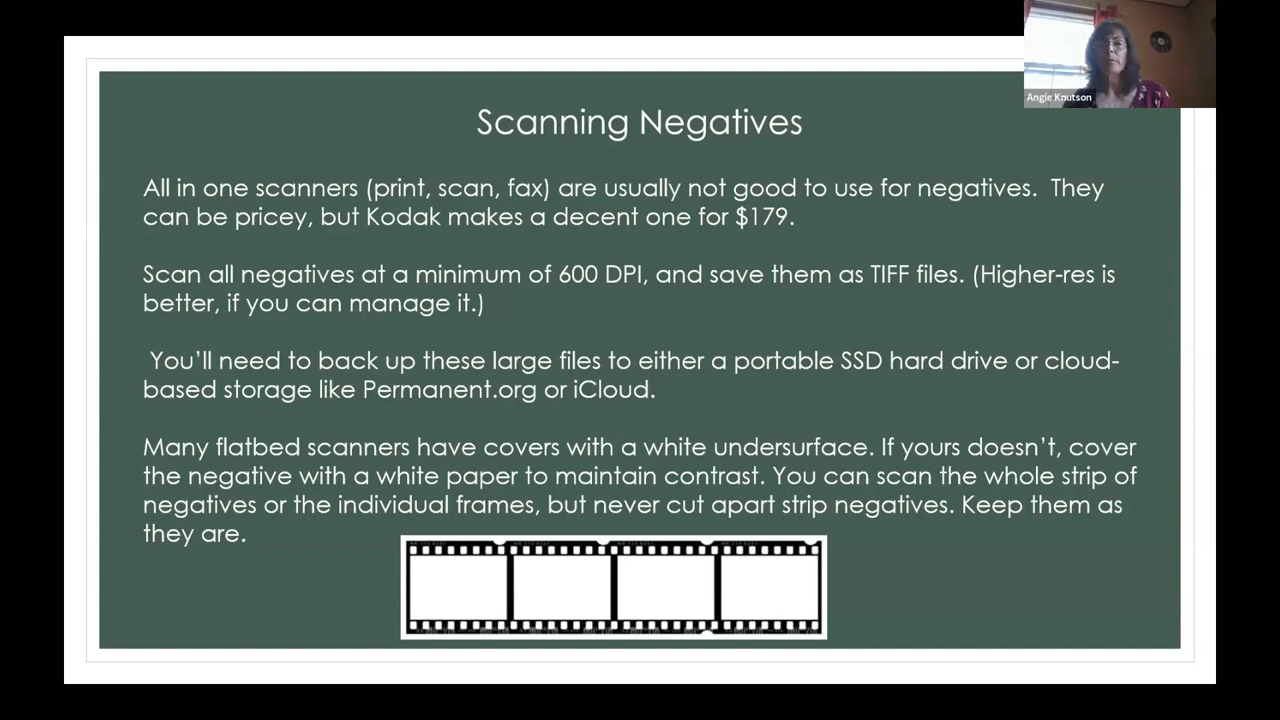 Angie Knutson
Scanning Negatives
All in one scanners (print, scan, fax) are usually not good to use for negatives.  They
can be pricey, but Kodak makes a decent one for $179.
Scan all negatives at a minimum of 600 DPI, and save them as TIFF files. (Higher-res is
better, if you can manage it.)
You’ll need to back up these large files to either a portable SSD hard drive or cloud-
based storage like Permanent.org or iCloud.
Many flatbed scanners have covers with a white undersurface. If yours doesn’t, cover
the negative with a white paper to maintain contrast. You can scan the whole strip of
negatives or the individual frames, but never cut apart strip negatives. Keep them as
they are.